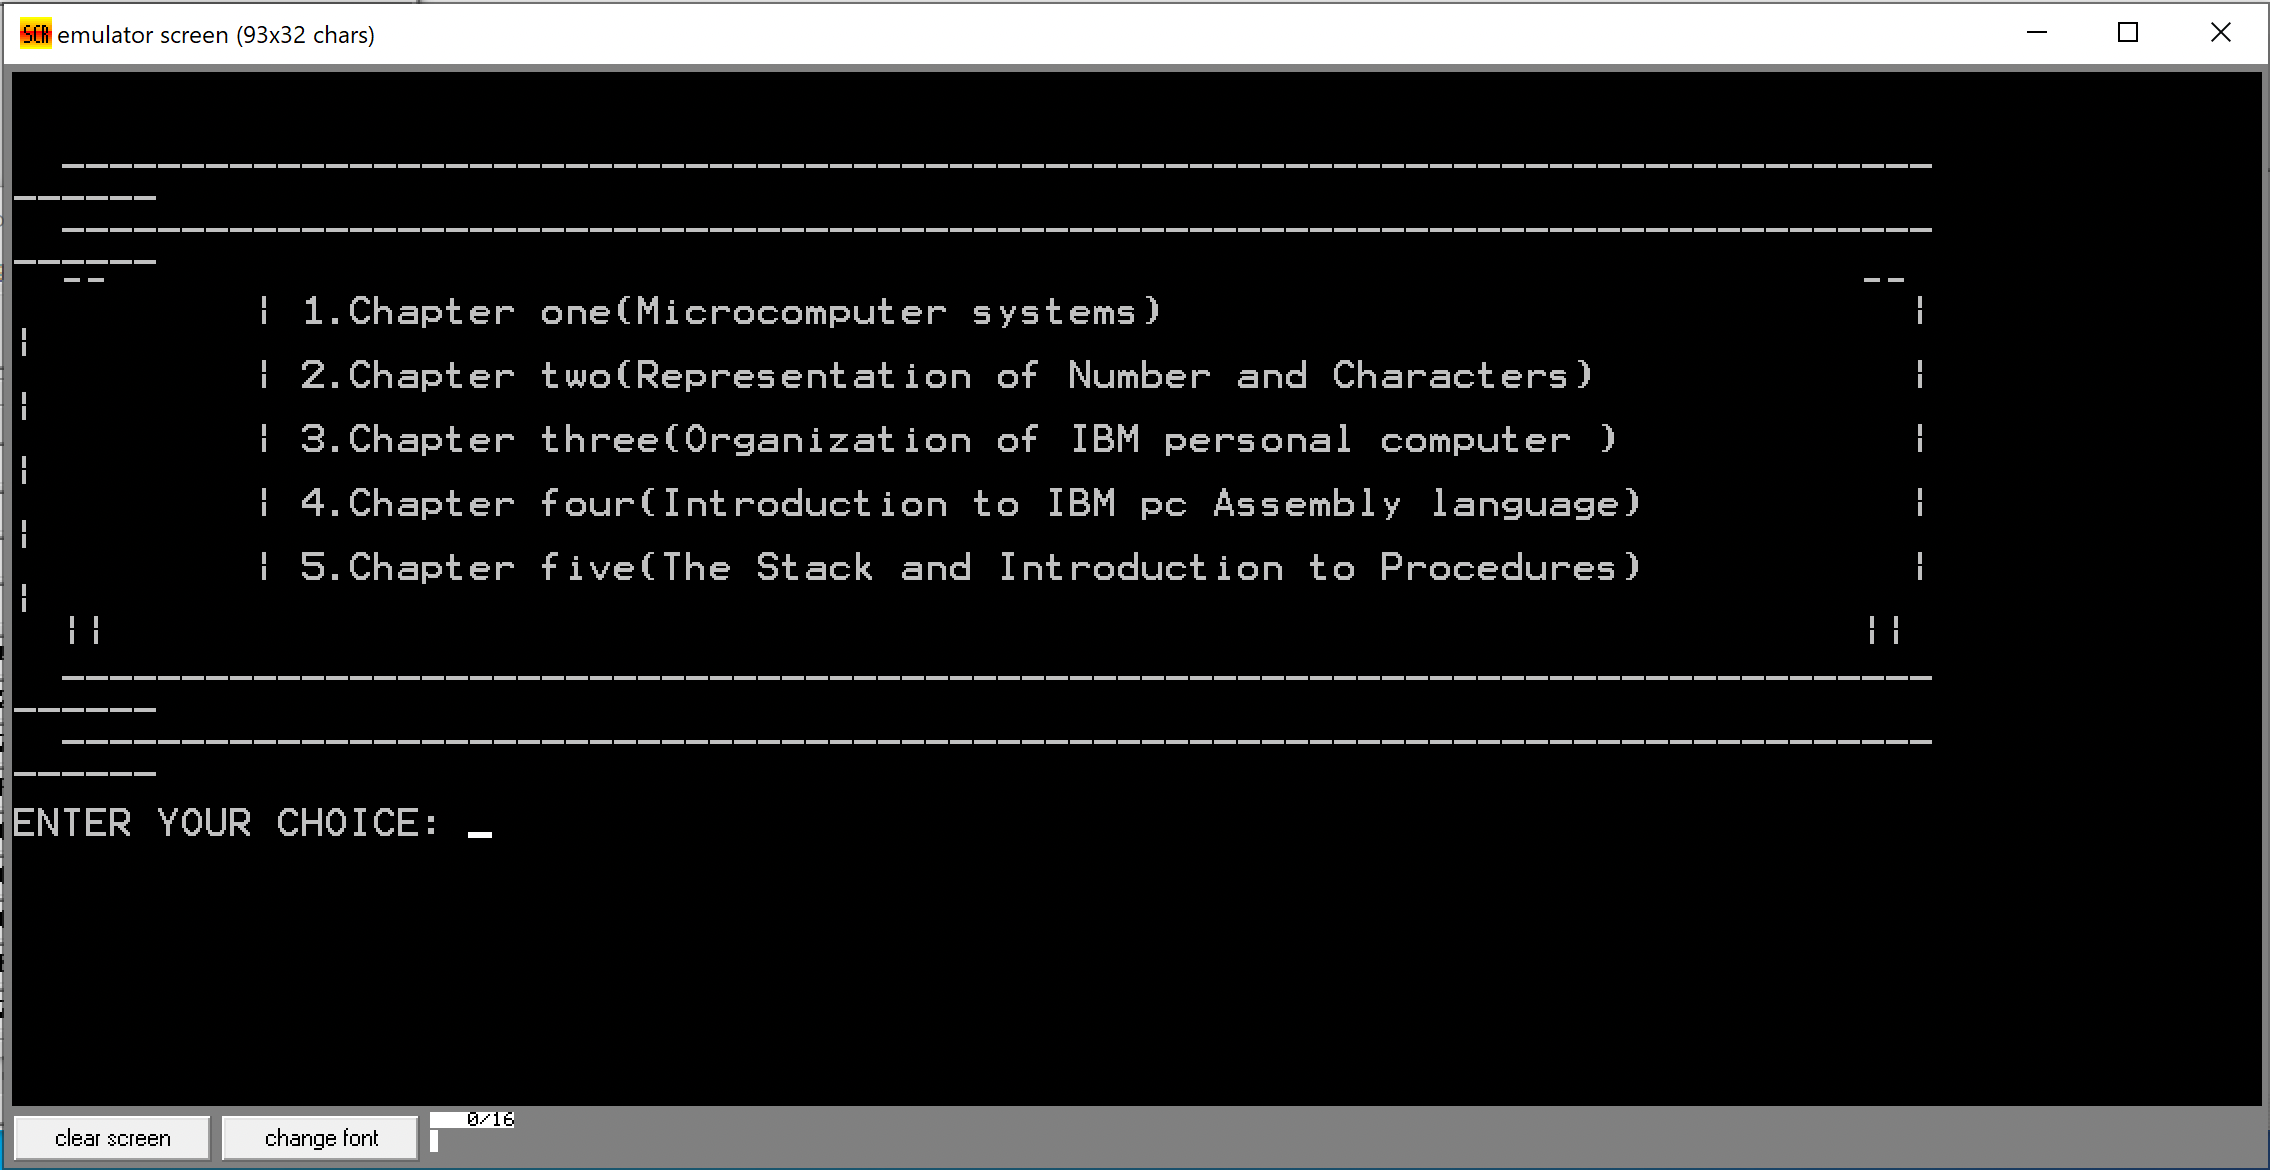 SCR emulator screen (93x32 chars)
------------------------------------------------------------------------------
------
------------------------------------------------------------------------------
------
-- --
| 1.Chapter one(Microcomputer systems) |
|
| 2.Chapter two(Representation of Number and Characters) |
|
| 3.Chapter three(Organization of IBM personal computer ) |
|
| 4.Chapter four(Introduction to IBM pc Assembly language) |
|
| 5.Chapter five(The Stack and Introduction to Procedures) |
|
|| ||
------------------------------------------------------------------------------
------
------------------------------------------------------------------------------
------
ENTER YOUR CHOICE: _
clear screen change font 0/16